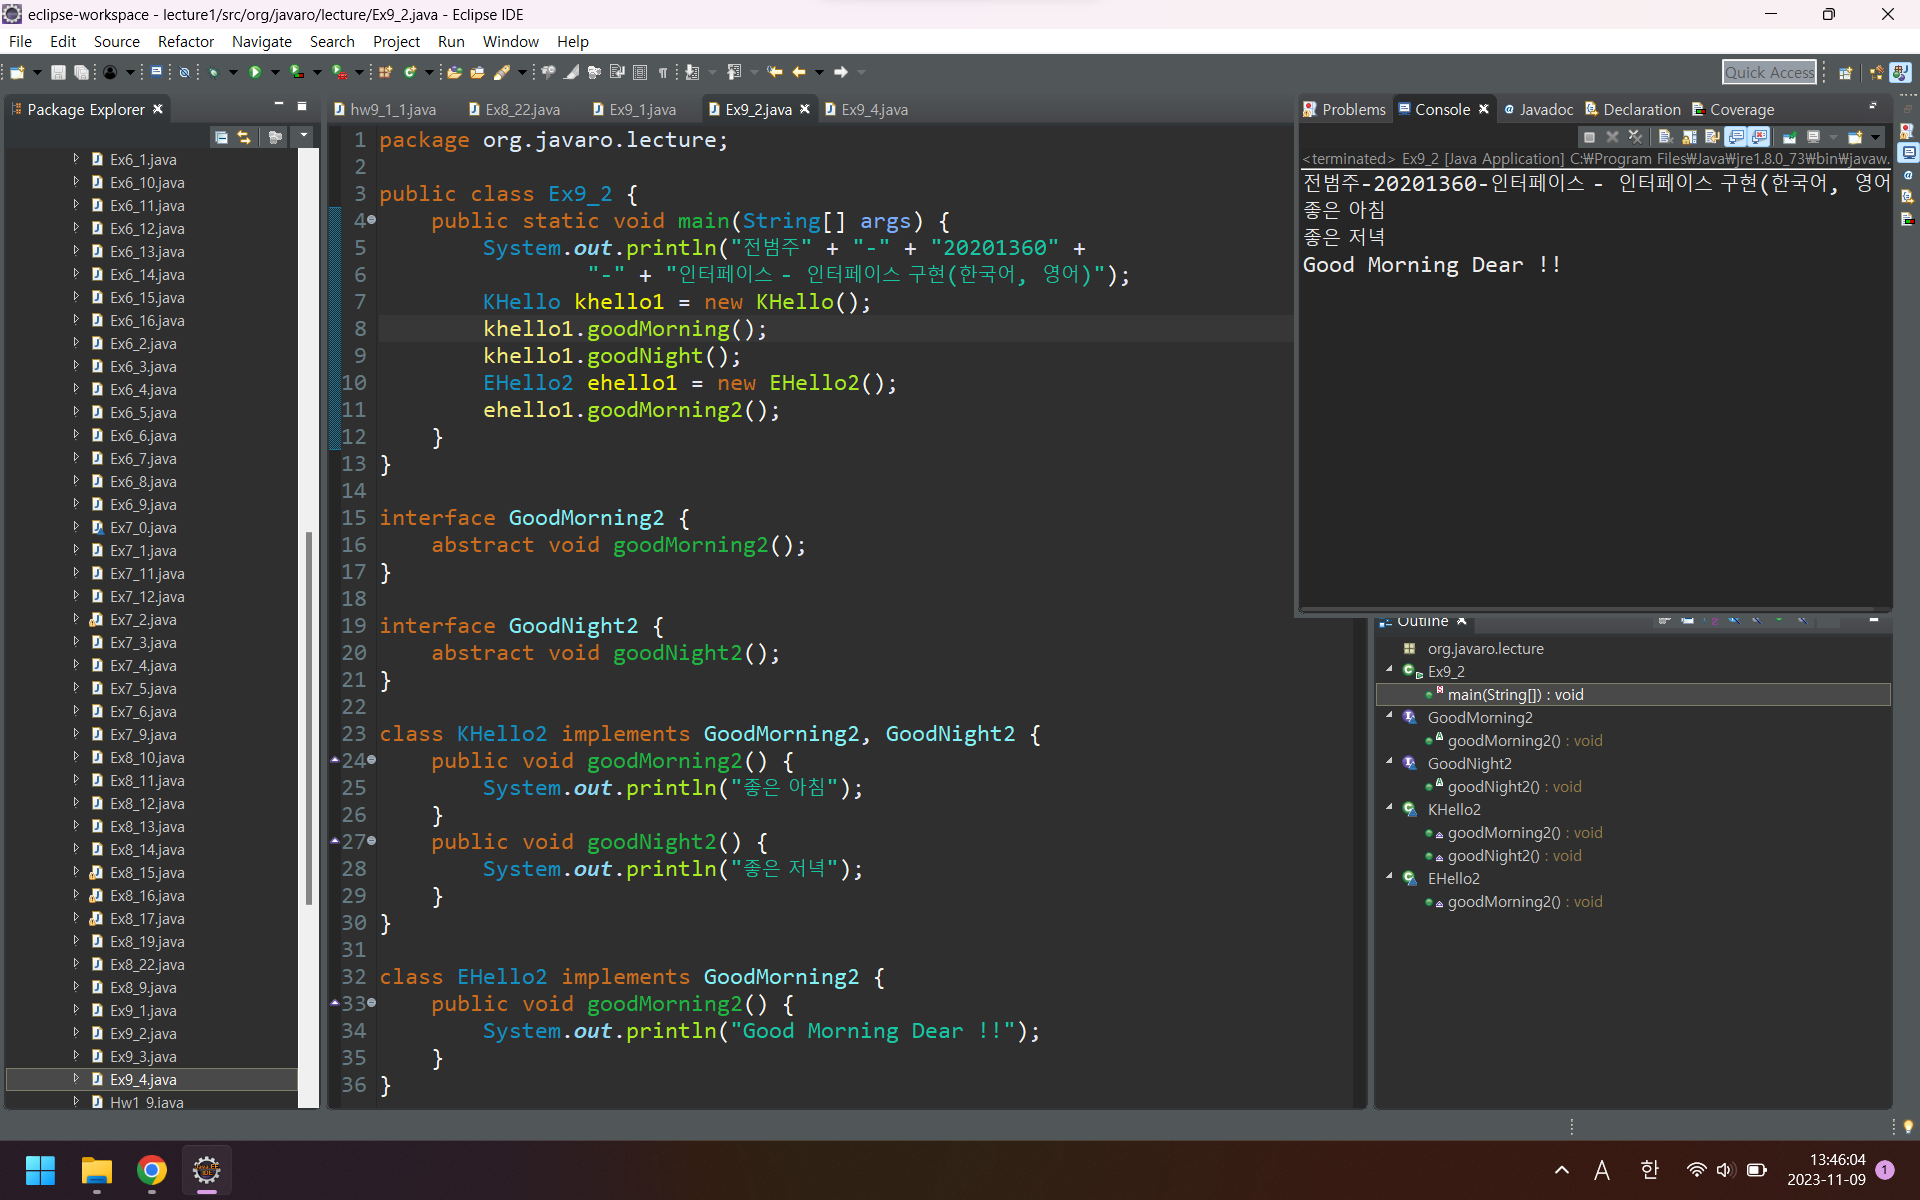 eclipse-workspace - lecture1/src/org/javaro/lecture/Ex9_2.java - Eclipse IDE
File Edit Source Refactor Navigate Search Project Run Window Help
Quick Access
Package Explorer
hw9_1_1.java Ex8_22.java Ex9_1.java Ex9_2.java Ex9_4.java
Problems Console Javadoc Declaration Coverage
Ex6_1.java
Ex6_10.java
Ex6_11.java
Ex6_12.java
Ex6_13.java
Ex6_14.java
Ex6_15.java
Ex6_16.java
Ex6_2.java
Ex6_3.java
Ex6_4.java
Ex6_5.java
Ex6_6.java
Ex6_7.java
Ex6_8.java
Ex6_9.java
Ex7_0.java
Ex7_1.java
Ex7_11.java
Ex7_12.java
Ex7_2.java
Ex7_3.java
Ex7_4.java
Ex7_5.java
Ex7_6.java
Ex7_9.java
Ex8_10.java
Ex8_11.java
Ex8_12.java
Ex8_13.java
Ex8_14.java
Ex8_15.java
Ex8_16.java
Ex8_17.java
Ex8_19.java
Ex8_22.java
Ex8_9.java
Ex9_1.java
Ex9_2.java
Ex9_3.java
Ex9_4.java
Hw1_9.java
1 package org.javaro.lecture;
2
3 public class Ex9_2 {
4 public static void main(String[] args) {
5 System.out.println("전범주" + "-" + "20201360" +
6 "-" + "인터페이스 - 인터페이스 구현(한국어, 영어)");
7 KHello khello1 = new KHello();
8 khello1.goodMorning();
9 khello1.goodNight();
10 EHello2 ehello1 = new EHello2();
11 ehello1.goodMorning2();
12 }
13 }
14
15 interface GoodMorning2 {
16 abstract void goodMorning2();
17 }
18
19 interface GoodNight2 {
20 abstract void goodNight2();
21 }
22
23 class KHello2 implements GoodMorning2, GoodNight2 {
24 public void goodMorning2() {
25 System.out.println("좋은 아침");
26 }
27 public void goodNight2() {
28 System.out.println("좋은 저녁");
29 }
30 }
31
32 class EHello2 implements GoodMorning2 {
33 public void goodMorning2() {
34 System.out.println("Good Morning Dear !!");
35 }
36 }
<terminated> Ex9_2 [Java Application] C:₩Program Files₩Java₩jre1.8.0_73₩bin₩javaw.
전범주-20201360-인터페이스 - 인터페이스 구현(한국어, 영어
좋은 아침
좋은 저녁
Good Morning Dear !!
Outline
org.javaro.lecture
Ex9_2
main(String[]) : void
GoodMorning2
goodMorning2() : void
GoodNight2
goodNight2() : void
KHello2
goodMorning2() : void
goodNight2() : void
EHello2
goodMorning2() : void
A 한
13:46:04
2023-11-09
1